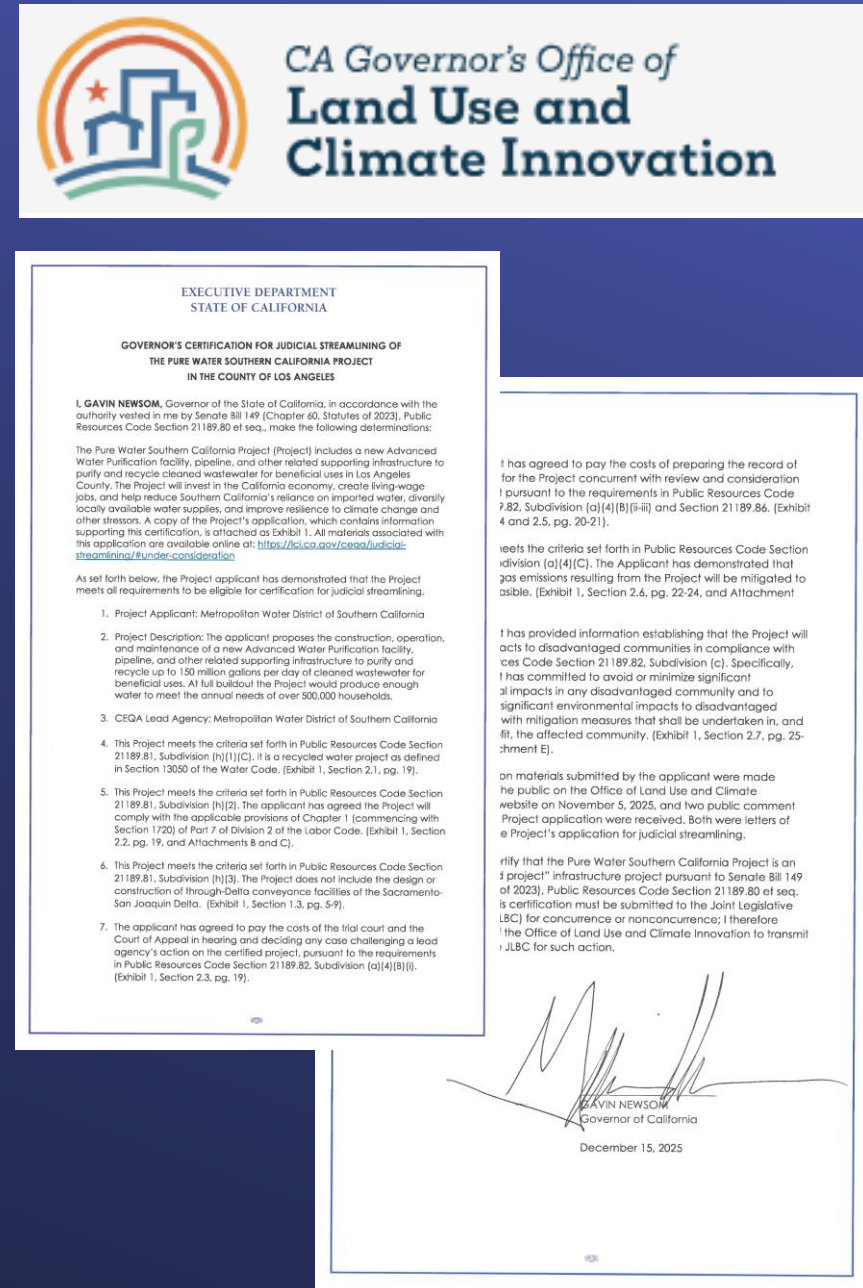 CA Governor's Office of
Land Use and
Climate Innovation
EXECUTIVE DEPARTMENT
STATE OF CALIFORNIA
GOVERNOR'S CERTIFICATION FOR JUDICIAL STREAMLINING OF
THE PURE WATER SOUTHERN CALIFORNIA PROJECT
IN THE COUNTY OF LOS ANGELES
I, GAVIN NEWSOM, Governor of the State of California, in accordance with the
authority vested in me by Senate Bill 149 (Chapter 60, Statutes of 2023), Public
Resources Code Section 21189.80 et seq., make the following determinations:
The Pure Water Southern California Project (Project) includes a new Advanced
Water Purification facility, pipeline, and other related supporting infrastructure to
purify and recycle cleaned wastewater for beneficial uses in Los Angeles
County. The Project will invest in the California economy, create living-wage
jobs, and help reduce Southern California's reliance on imported water, diversify
locally available water supplies, and improve resilience to climate change and
other stressors. A copy of the Project's application, which contains information
supporting this certification, is attached as Exhibit 1. All materials associated with
this application are available online at: https://lci.ca.gov/ceqa/judicial-
streamlining/#under-consideration
As set forth below, the Project applicant has demonstrated that the Project
meets all requirements to be eligible for certification for judicial streamlining.
1. Project Applicant: Metropolitan Water District of Southern California
2. Project Description: The applicant proposes the construction, operation,
and maintenance of a new Advanced Water Purification facility,
pipeline, and other related supporting infrastructure to purify and
recycle up to 150 million gallons per day of cleaned wastewater for
beneficial uses. At full buildout the Project would produce enough
water to meet the annual needs of over 500,000 households.
3. CEQA Lead Agency: Metropolitan Water District of Southern California
4. This Project meets the criteria set forth in Public Resources Code Section
21189.81, Subdivision (h)(1)(C). It is a recycled water project as defined
in Section 13050 of the Water Code. (Exhibit 1, Section 2.1, pg. 19).
5. This Project meets the criteria set forth in Public Resources Code Section
21189.81, Subdivision (h)(2). The applicant has agreed the Project will
comply with the applicable provisions of Chapter 1 (commencing with
Section 1720) of Part 7 of Division 2 of the Labor Code. (Exhibit 1, Section
2.2, pg. 19, and Attachments B and C).
6. This Project meets the criteria set forth in Public Resources Code Section
21189.81, Subdivision (h)(3). The Project does not include the design or
construction of through-Delta conveyance facilities of the Sacramento-
San Joaquin Delta. (Exhibit 1, Section 1.3, pg. 5-9).
7. The applicant has agreed to pay the costs of the trial court and the
Court of Appeal in hearing and deciding any case challenging a lead
agency's action on the certified project, pursuant to the requirements
in Public Resources Code Section 21189.82, Subdivision (a)(4)(B)(i).
(Exhibit 1, Section 2.3, pg. 19).
t has agreed to pay the costs of preparing the record of
for the Project concurrent with review and consideration
t pursuant to the requirements in Public Resources Code
9.82, Subdivision (a)(4)(B)(ii-iii) and Section 21189.86. (Exhibit
4 and 2.5, pg. 20-21).
neets the criteria set forth in Public Resources Code Section
division (a)(4)(C). The Applicant has demonstrated that
gas emissions resulting from the Project will be mitigated to
asible. (Exhibit 1, Section 2.6, pg. 22-24, and Attachment
t has provided information establishing that the Project will
acts to disadvantaged communities in compliance with
ces Code Section 21189.82, Subdivision (c). Specifically,
t has committed to avoid or minimize significant
al impacts in any disadvantaged community and to
significant environmental impacts to disadvantaged
with mitigation measures that shall be undertaken in, and
fit, the affected community. (Exhibit 1, Section 2.7, pg. 25-
chment E).
on materials submitted by the applicant were made
he public on the Office of Land Use and Climate
website on November 5, 2025, and two public comment
Project application were received. Both were letters of
e Project's application for judicial streamlining.
rtify that the Pure Water Southern California Project is an
d project" infrastructure project pursuant to Senate Bill 149
of 2023), Public Resources Code Section 21189.80 et seq.
is certification must be submitted to the Joint Legislative
LBC) for concurrence or nonconcurrence; I therefore
the Office of Land Use and Climate Innovation to transmit
JLBC for such action.
GAVIN NEWSOM
Governor of California
December 15, 2025